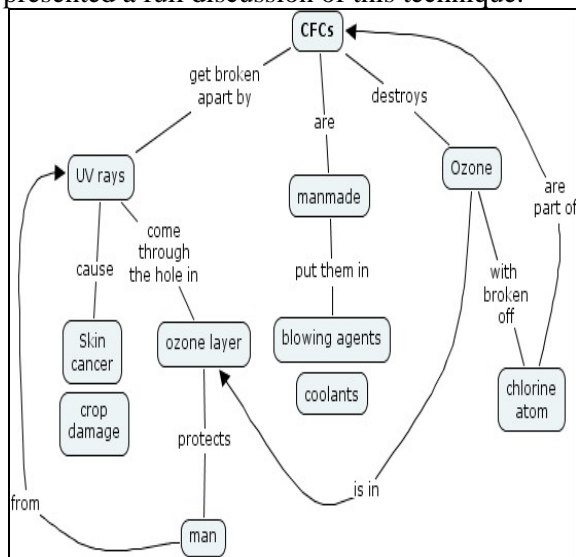 presented a full discussion of this technique.
CFCs
get broken
apart by
are
destroys
UV rays
manmade
Ozone
are
part of
cause
come
through
the hole in
put them in
with
broken
off
Skin
cancer
ozone layer
blowing agents
coolants
chlorine
atom
crop
damage
protects
from
is in
man